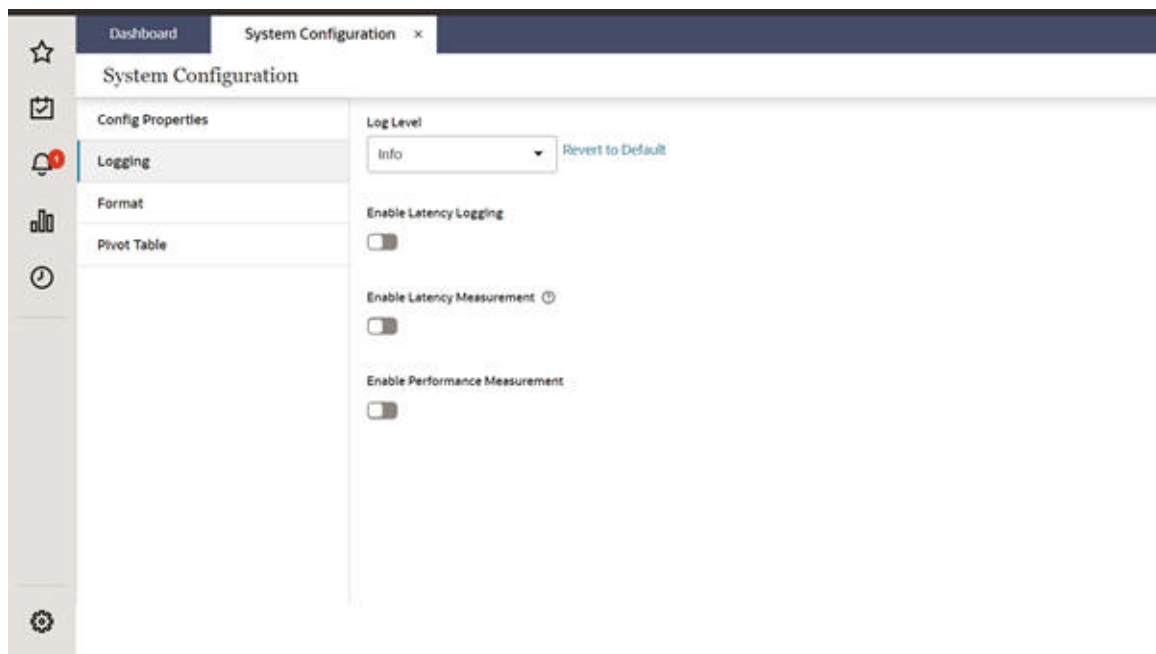 Dashboard
System Configuration ×
System Configuration
Config Properties
Logging
Format
Pivot Table
Log Level
Info
Revert to Default
Enable Latency Logging
Enable Latency Measurement
Enable Performance Measurement